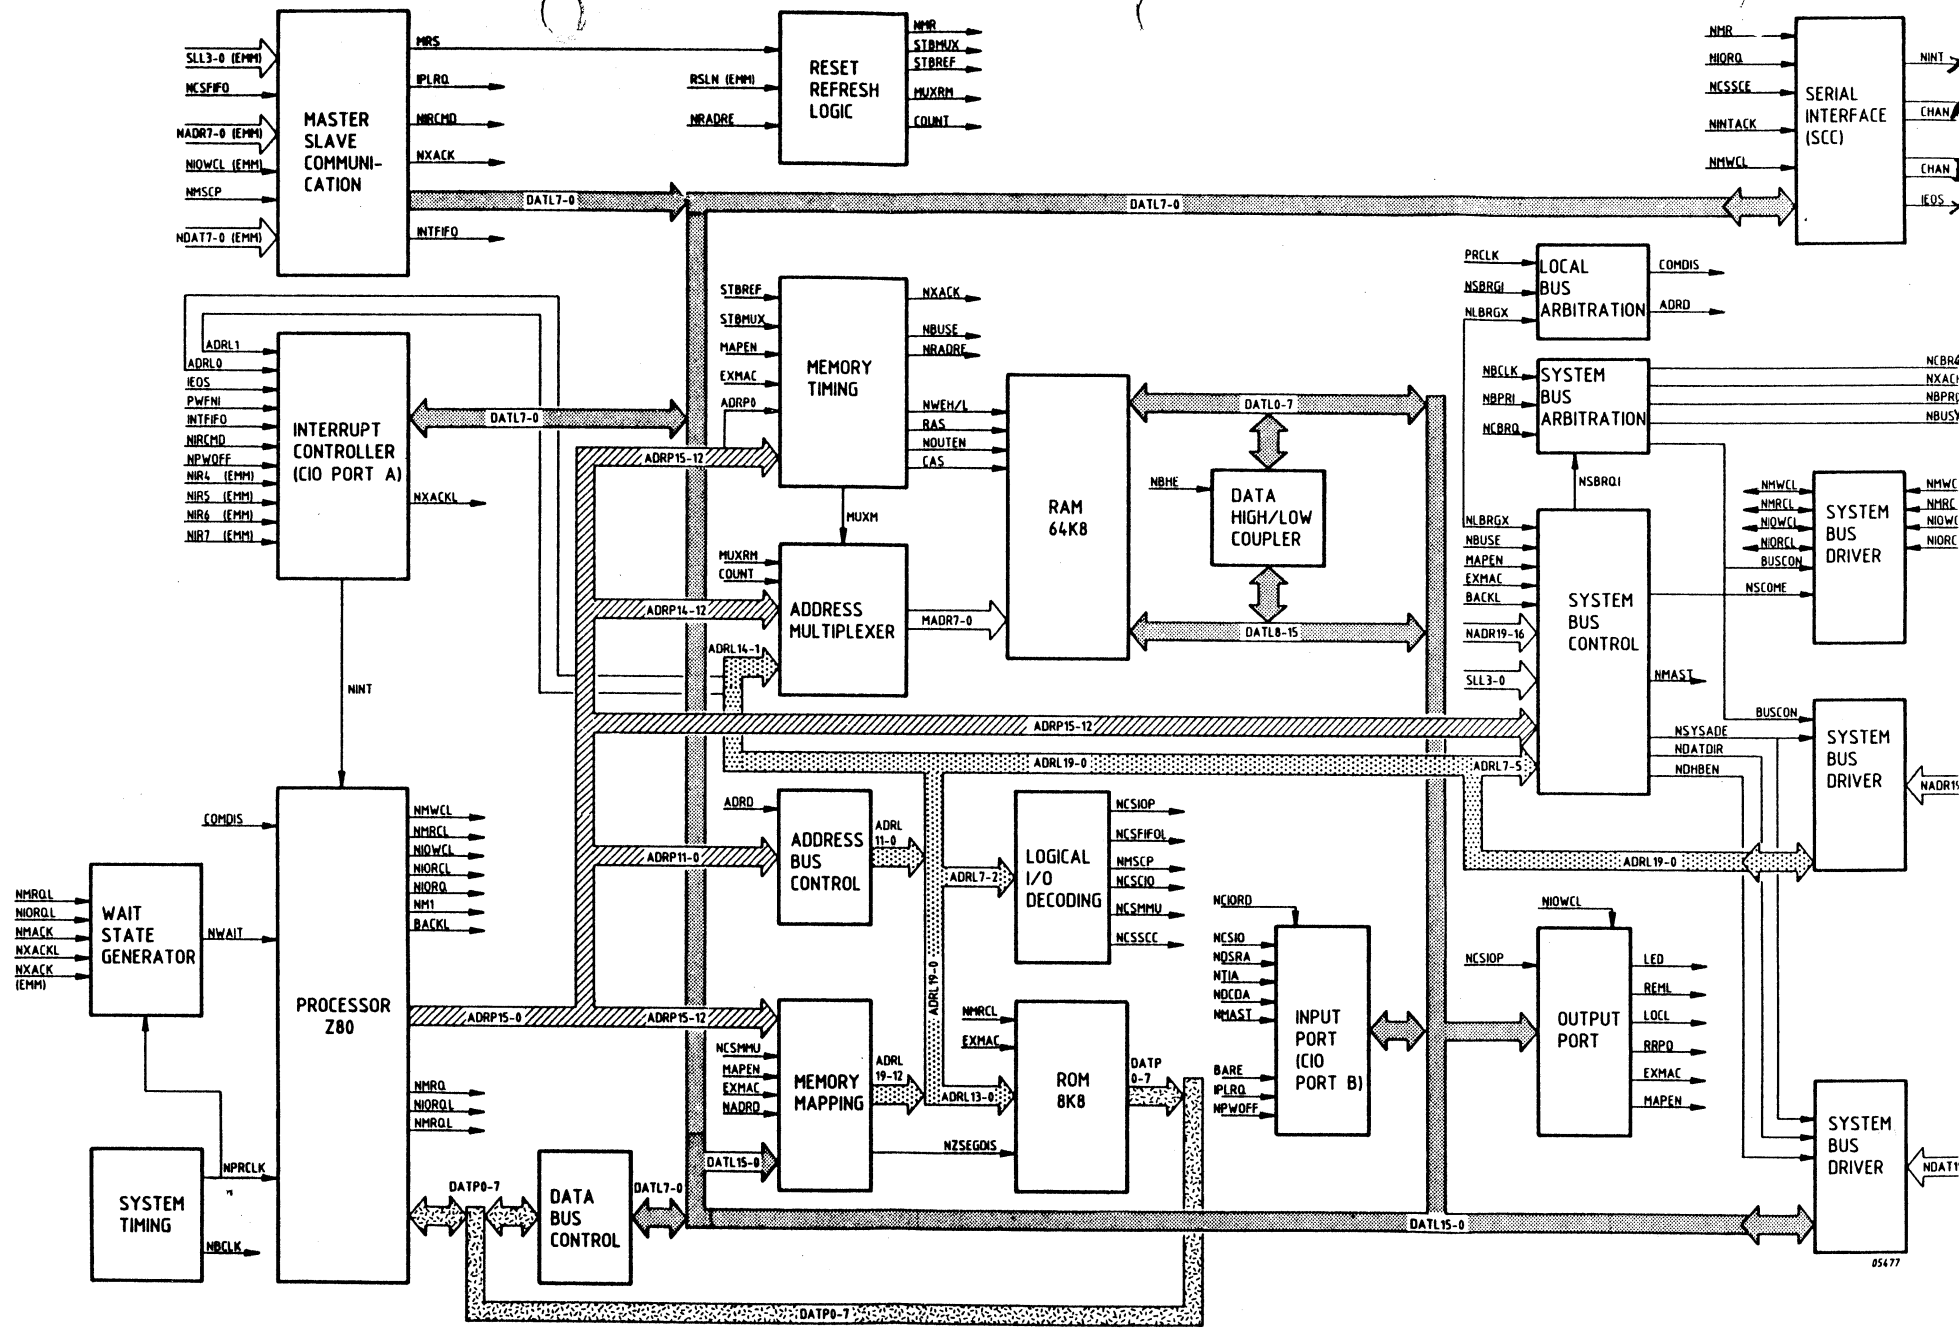 SLL3-0 (EMM)
NCSFIFO
NADR7-0 (EMM)
NIOWCL (EMM)
NMSCP
NDAT7-0 (EMM)
MASTER
SLAVE
COMMUNI-
CATION
MRS
IPLRQ
NIRCMD
NXACK
DATL7-0
INTFIFO
RSLN (EMM)
NRADRE
RESET
REFRESH
LOGIC
NMR
STBMUX
STBREF
MUXRM
COUNT
DATL7-0
NMR
NIORQ
NCSSCE
NINTACK
NMWCL
SERIAL
INTERFACE
(SCC)
NINT
CHAN
CHAN
IEOS
PRCLK
NSBRGI
NLBRGX
LOCAL
BUS
ARBITRATION
COMDIS
ADRD
ADRL1
ADRL0
IEOS
PWFNI
INTFIFO
NIRCMD
NPWOFF
NIR4 (EMM)
NIR5 (EMM)
NIR6 (EMM)
NIR7 (EMM)
INTERRUPT
CONTROLLER
(CIO PORT A)
DATL7-0
NXACKL
NINT
STBREF
STBMUX
MAPEN
EXMAC
ADRP0
ADRP15-12
MEMORY
TIMING
NXACK
NBUSE
NRADRE
NWEH/L
RAS
NOUTEN
CAS
MUXM
MUXRM
COUNT
ADRP14-12
ADRL14-1
ADDRESS
MULTIPLEXER
MADR7-0
RAM
64K8
DATL0-7
NBHE
DATA
HIGH/LOW
COUPLER
DATL8-15
NBCLK
NBPRI
NCBRQ
SYSTEM
BUS
ARBITRATION
NXAC
NBPR
NBUSY
NSBRQI
NLBRGX
NBUSE
MAPEN
EXMAC
BACKL
NADR19-16
SLL3-0
SYSTEM
BUS
CONTROL
NSCOME
NMAST
NSYSADE
NDATDIR
NDHBEN
NMWCL
NMRCL
NIOWCL
NIORCL
BUSCON
SYSTEM
BUS
DRIVER
NMWC
NMRC
NIOWC
NIORC
ADRP15-12
ADRL19-0
ADRL7-5
BUSCON
SYSTEM
BUS
DRIVER
NADR19
ADRL19-0
COMDIS
NMRQL
NIORQL
NMACK
NXACKL
NXACK
(EMM)
WAIT
STATE
GENERATOR
NWAIT
SYSTEM
TIMING
NPRCLK
NBCLK
PROCESSOR
Z80
NMWCL
NMRCL
NIOWCL
NIORCL
NIORQ
NM1
BACKL
ADRP15-0
NMRQ
NIORQL
NMRQL
DATP0-7
DATA
BUS
CONTROL
DATL7-0
ADRD
ADRP11-0
ADDRESS
BUS
CONTROL
ADRL
11-0
ADRL7-2
LOGICAL
I/O
DECODING
NCSIOP
NCSFIFOL
NMSCP
NCSCIO
NCSMMU
NCSSCC
ADRP15-12
NCSMMU
MAPEN
EXMAC
NADRD
DATL15-0
MEMORY
MAPPING
ADRL
19-12
ADRL19-0
NMRCL
EXMAC
ADRL13-0
NZSEGDIS
ROM
8K8
DATP
0-7
NCIORD
NCSIO
NDSRA
NTIA
NDCDA
NMAST
BARE
IPLRQ
NPWOFF
INPUT
PORT
(CIO
PORT B)
NIOWCL
NCSIOP
OUTPUT
PORT
LED
REML
LOCL
RRPQ
EXMAC
MAPEN
SYSTEM
BUS
DRIVER
NDAT1
DATL15-0
DATP0-7
05477